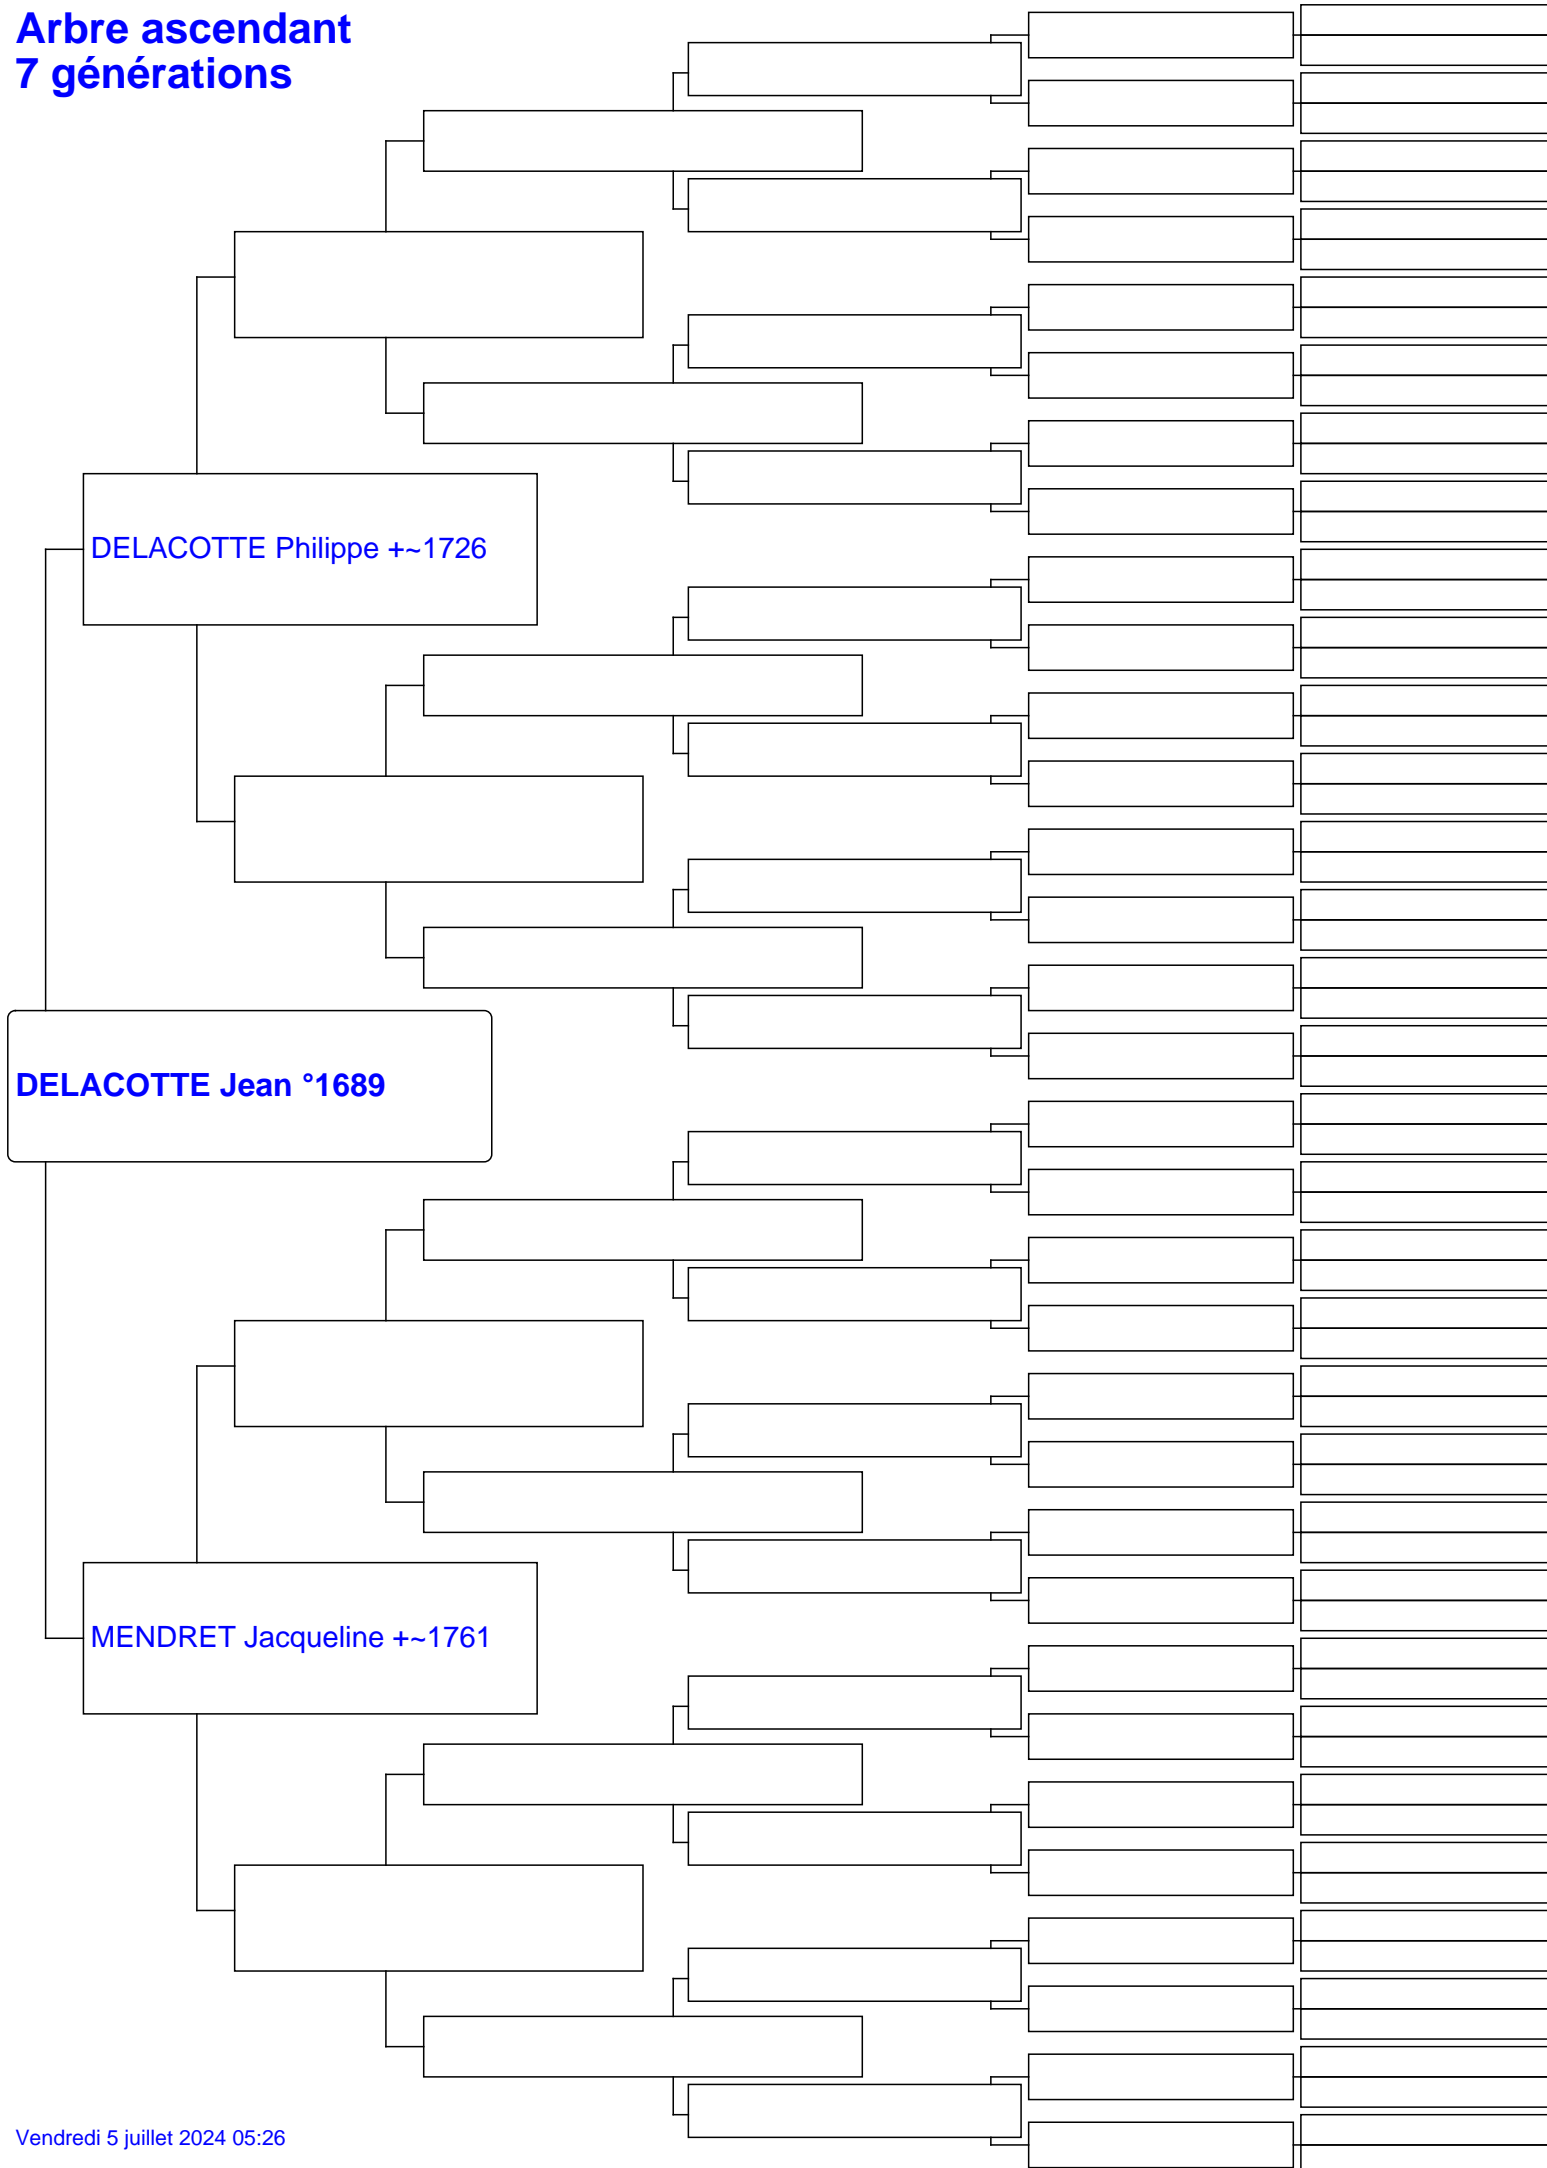 Arbre ascendant
7 générations
DELACOTTE Philippe +~1726
DELACOTTE Jean °1689
MENDRET Jacqueline +~1761
Vendredi 5 juillet 2024 05:26